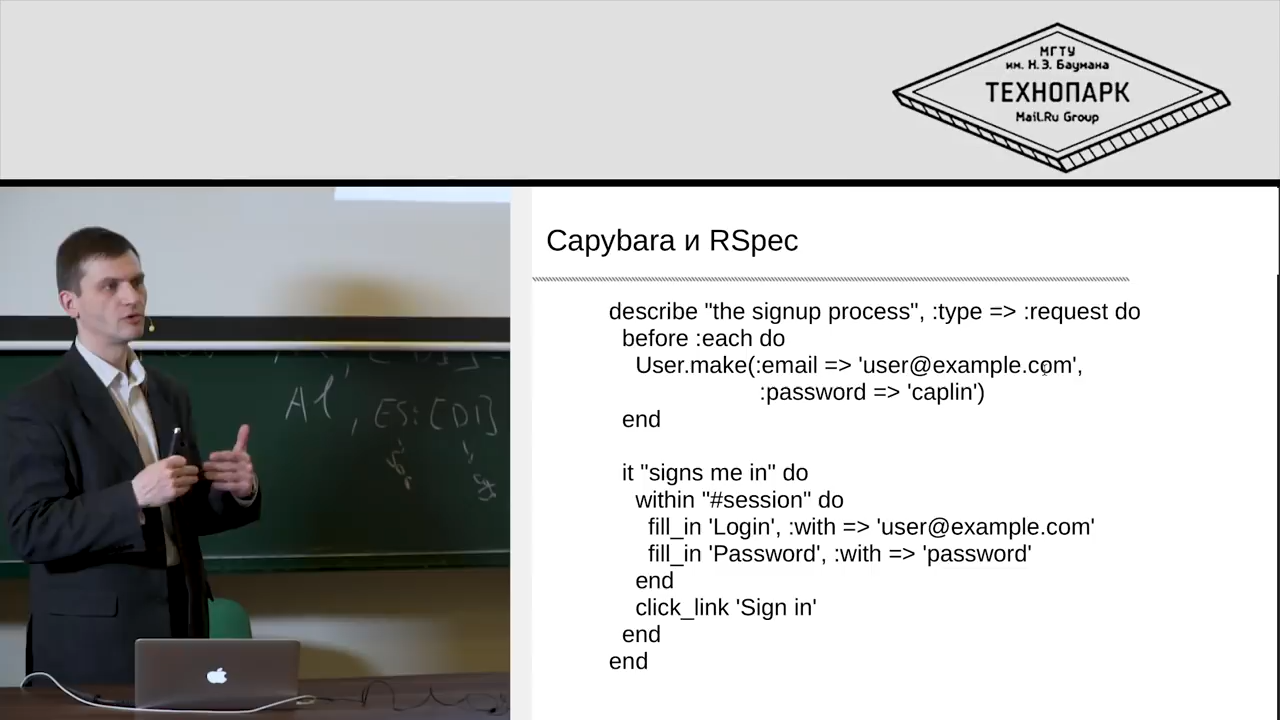 МГТУ
им. Н.Э. Баумана
ТЕХНОПАРК
Mail.Ru Group
Capybara и RSpec
describe "the signup process", :type => :request do
before :each do
User.make(:email => 'user@example.com',
:password => 'caplin')
end
it "signs me in" do
within "#session" do
fill_in 'Login', :with => 'user@example.com'
fill_in 'Password', :with => 'password'
end
click_link 'Sign in'
end
end